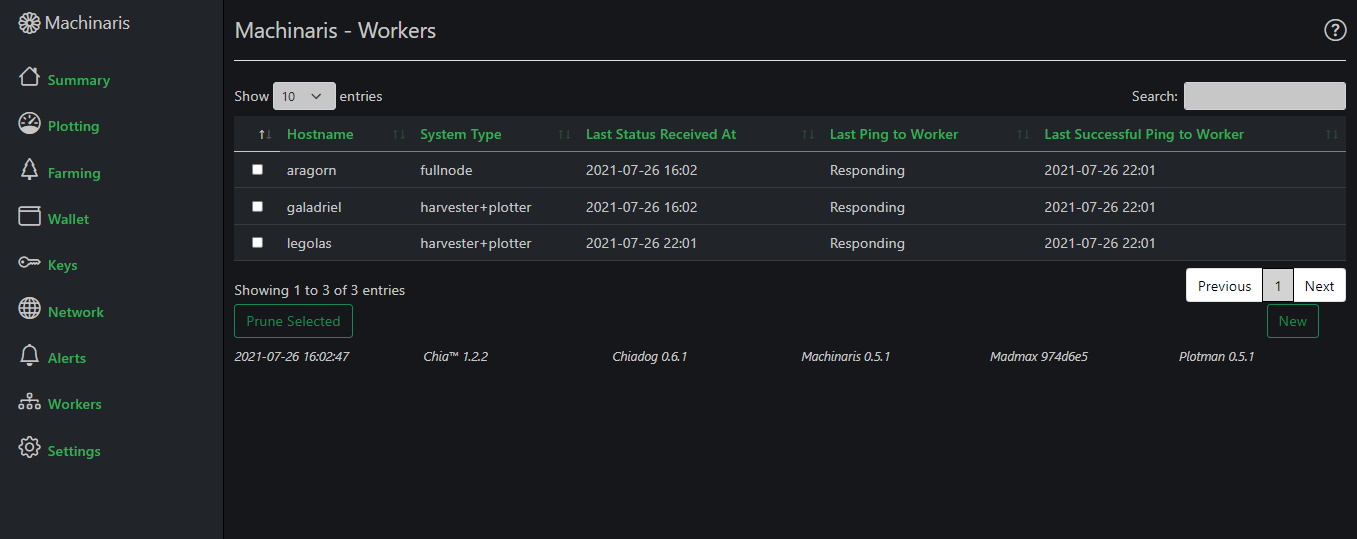 Machinaris
Summary
Plotting
Farming
Wallet
Keys
Network
Alerts
Workers
Settings
Machinaris - Workers
Show 10 entries
Search:
Hostname System Type Last Status Received At Last Ping to Worker Last Successful Ping to Worker
aragorn fullnode 2021-07-26 16:02 Responding 2021-07-26 22:01
galadriel harvester+plotter 2021-07-26 16:02 Responding 2021-07-26 22:01
legolas harvester+plotter 2021-07-26 22:01 Responding 2021-07-26 22:01
Showing 1 to 3 of 3 entries
Previous 1 Next
Prune Selected New
2021-07-26 16:02:47 Chia™ 1.2.2 Chiadog 0.6.1 Machinaris 0.5.1 Madmax 974d6e5 Plotman 0.5.1